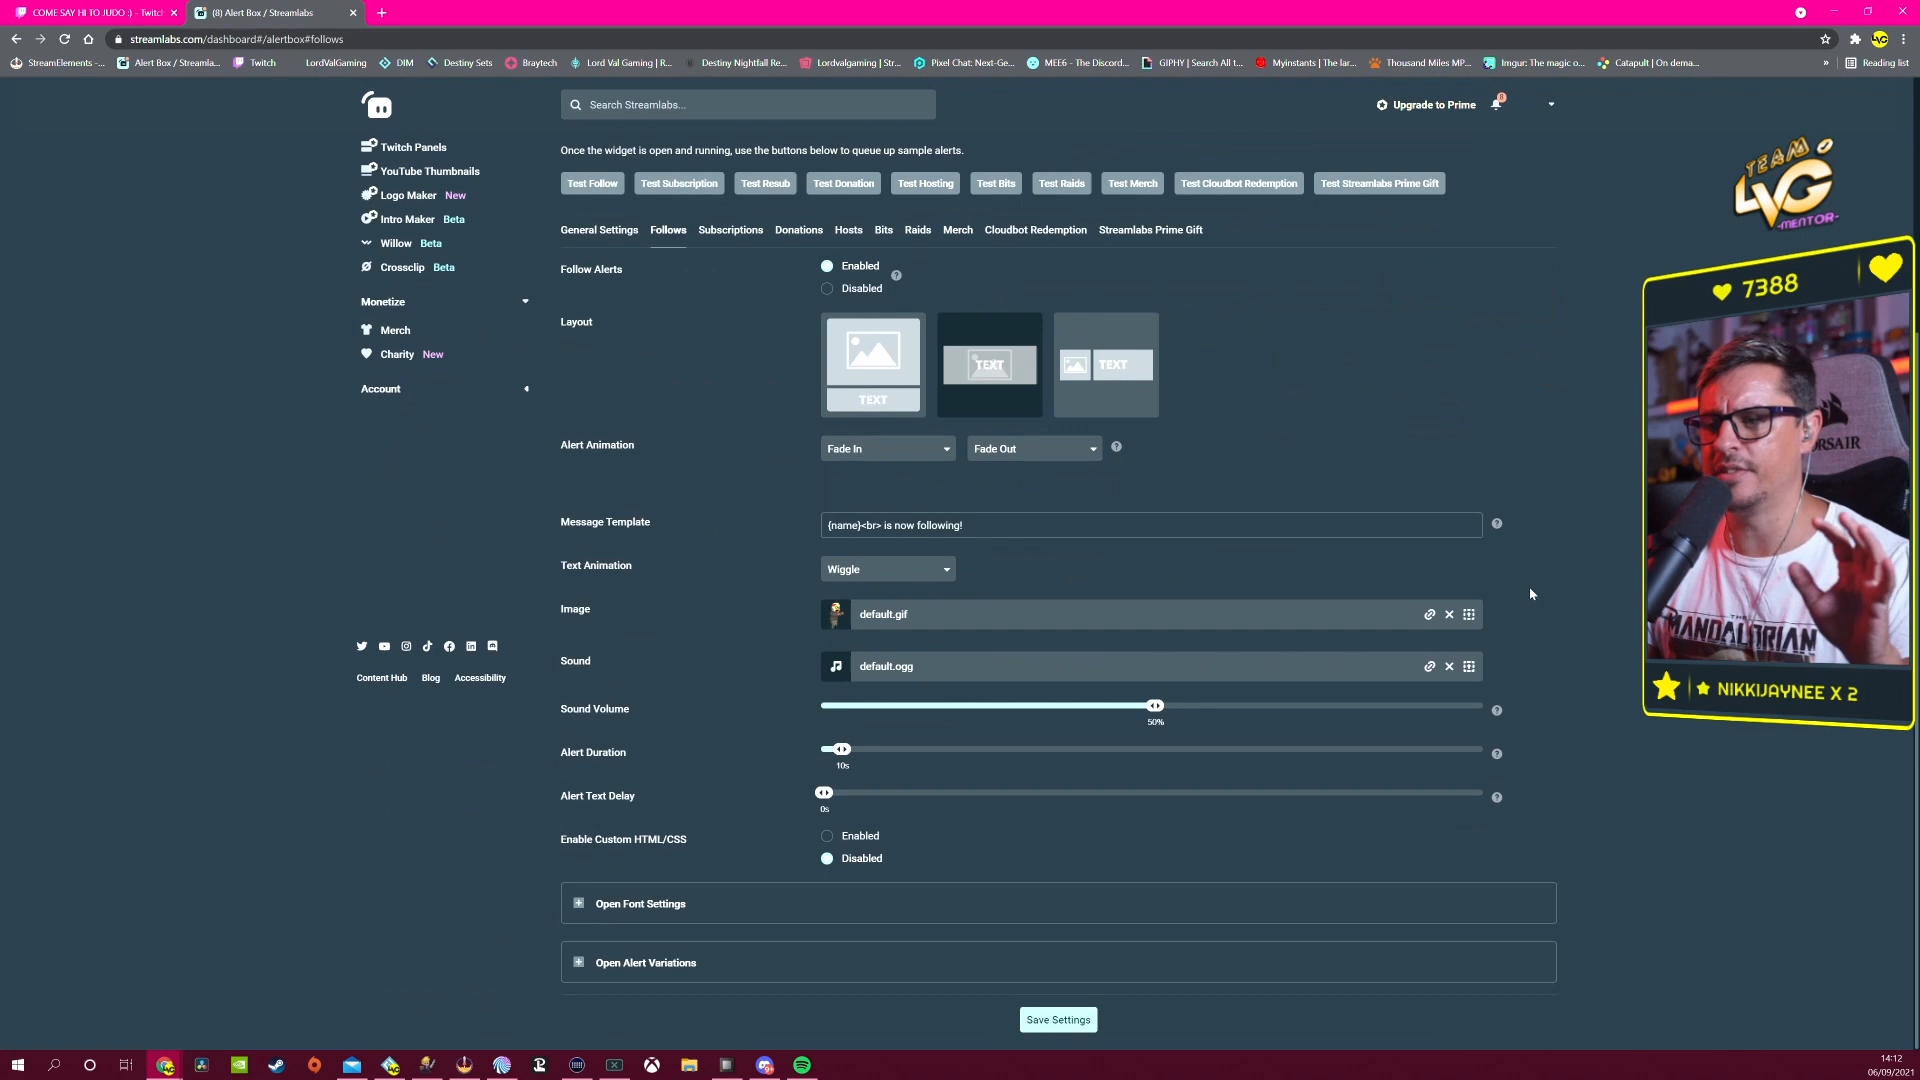 COME SAY HI TO JUDO :) - Twitch
(8) Alert Box / Streamlabs
streamlabs.com/dashboard#/alertbox#follows
StreamElements -...
Alert Box / Streamla...
Twitch
LordValGaming
DIM
Destiny Sets
Braytech
Lord Val Gaming | R...
Destiny Nightfall Re...
Lordvalgaming | Str...
Pixel Chat: Next-Ge...
MEE6 - The Discord...
GIPHY | Search All t...
Myinstants | The lar...
Thousand Miles MP...
Imgur: The magic o...
Catapult | On dema...
»
Reading list
Search Streamlabs...
Upgrade to Prime
8
Twitch Panels
YouTube Thumbnails
Logo Maker New
Intro Maker Beta
Willow Beta
Crossclip Beta
Monetize
Merch
Charity New
Account
Content Hub Blog Accessibility
Once the widget is open and running, use the buttons below to queue up sample alerts.
Test Follow Test Subscription Test Resub Test Donation Test Hosting Test Bits Test Raids Test Merch Test Cloudbot Redemption Test Streamlabs Prime Gift
General Settings Follows Subscriptions Donations Hosts Bits Raids Merch Cloudbot Redemption Streamlabs Prime Gift
Follow Alerts
Enabled
Disabled
Layout
TEXT
TEXT
TEXT
Alert Animation
Fade In
Fade Out
Message Template
{name}<br> is now following!
Text Animation
Wiggle
Image
default.gif
Sound
default.ogg
Sound Volume
50%
Alert Duration
10s
Alert Text Delay
0s
Enable Custom HTML/CSS
Enabled
Disabled
Open Font Settings
Open Alert Variations
Save Settings
TEAM
LVG
-MENTOR-
7388
CORSAIR
THE
MANDALORIAN
NIKKIJAYNEE X 2
14:12
06/09/2021